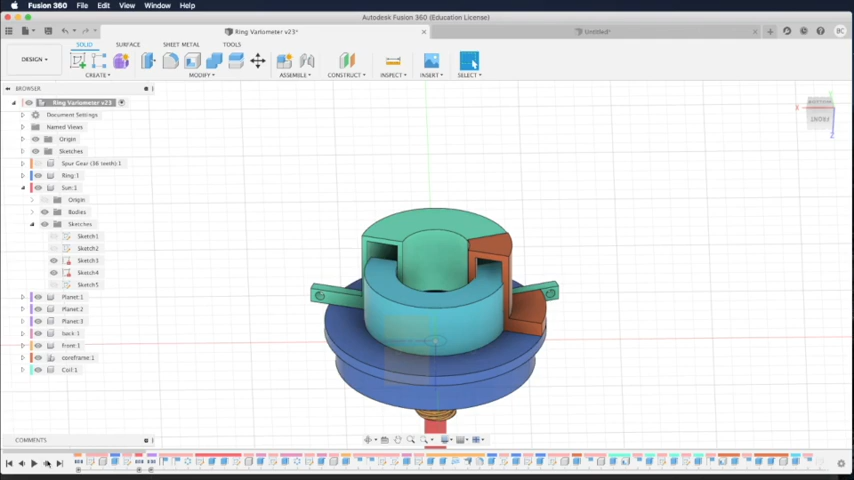 Fusion 360 File Edit View Window Help
Autodesk Fusion 360 (Education License)
Ring Variometer v23*
Untitled*
BC
SOLID SURFACE SHEET METAL TOOLS
DESIGN
CREATE MODIFY ASSEMBLE CONSTRUCT INSPECT INSERT SELECT
BROWSER
Ring Variometer v23
Document Settings
Named Views
Origin
Sketches
Spur Gear (36 teeth):1
Ring:1
Sun:1
Origin
Bodies
Sketches
Sketch1
Sketch2
Sketch3
Sketch4
Sketch5
Planet:1
Planet:2
Planet:3
back:1
front:1
coreframe:1
Coil:1
BOTTOM
FRONT
X
COMMENTS